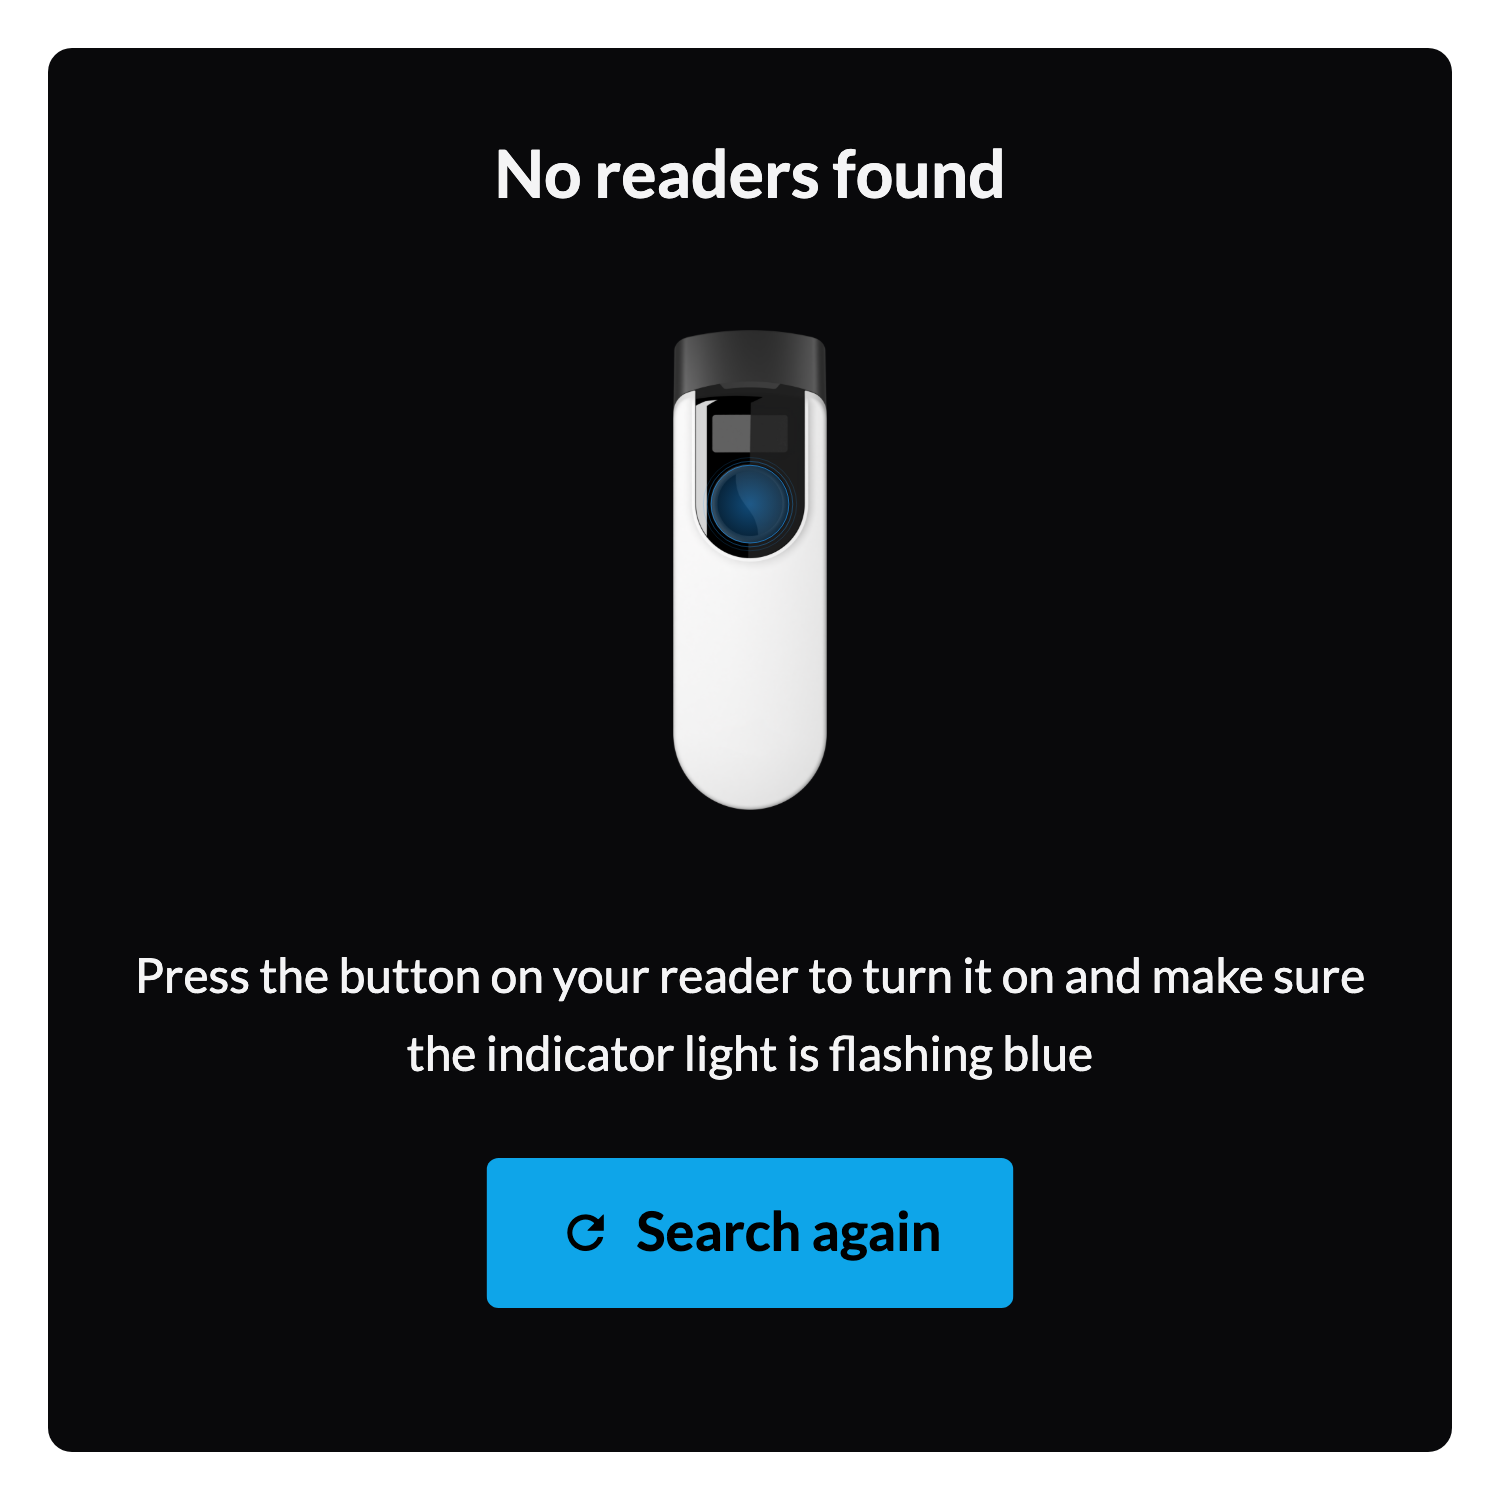 No readers found
Press the button on your reader to turn it on and make sure
the indicator light is flashing blue
Search again